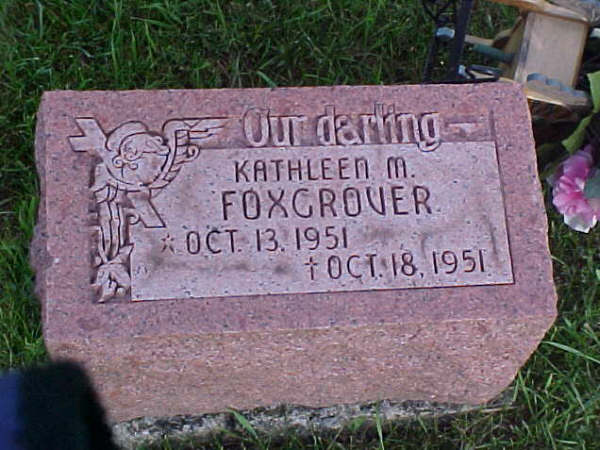 Our darling
KATHLEEN M.
FOXGROVER
* OCT. 13, 1951
† OCT. 18, 1951